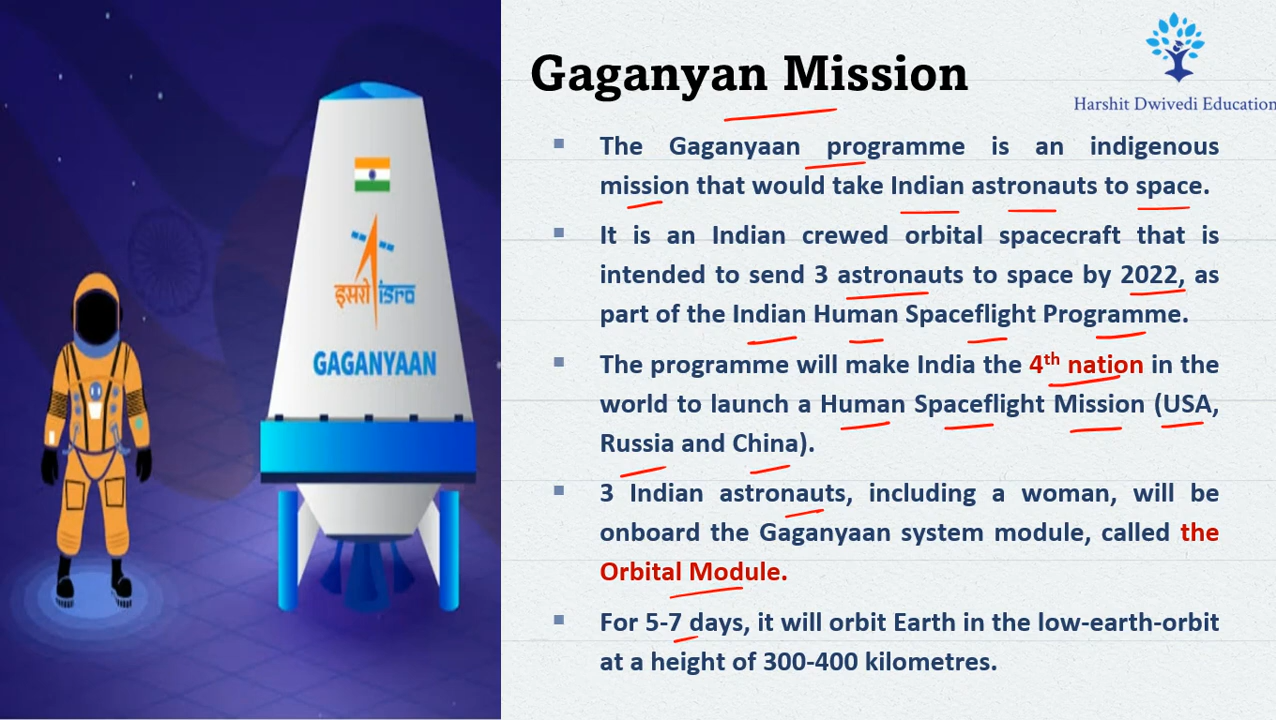 Gaganyan Mission
Harshit Dwivedi Education
इसरो isro
GAGANYAAN
▪ The Gaganyaan programme is an indigenous
mission that would take Indian astronauts to space.
▪ It is an Indian crewed orbital spacecraft that is
intended to send 3 astronauts to space by 2022, as
part of the Indian Human Spaceflight Programme.
▪ The programme will make India the 4th nation in the
world to launch a Human Spaceflight Mission (USA,
Russia and China).
▪ 3 Indian astronauts, including a woman, will be
onboard the Gaganyaan system module, called the
Orbital Module.
▪ For 5-7 days, it will orbit Earth in the low-earth-orbit
at a height of 300-400 kilometres.